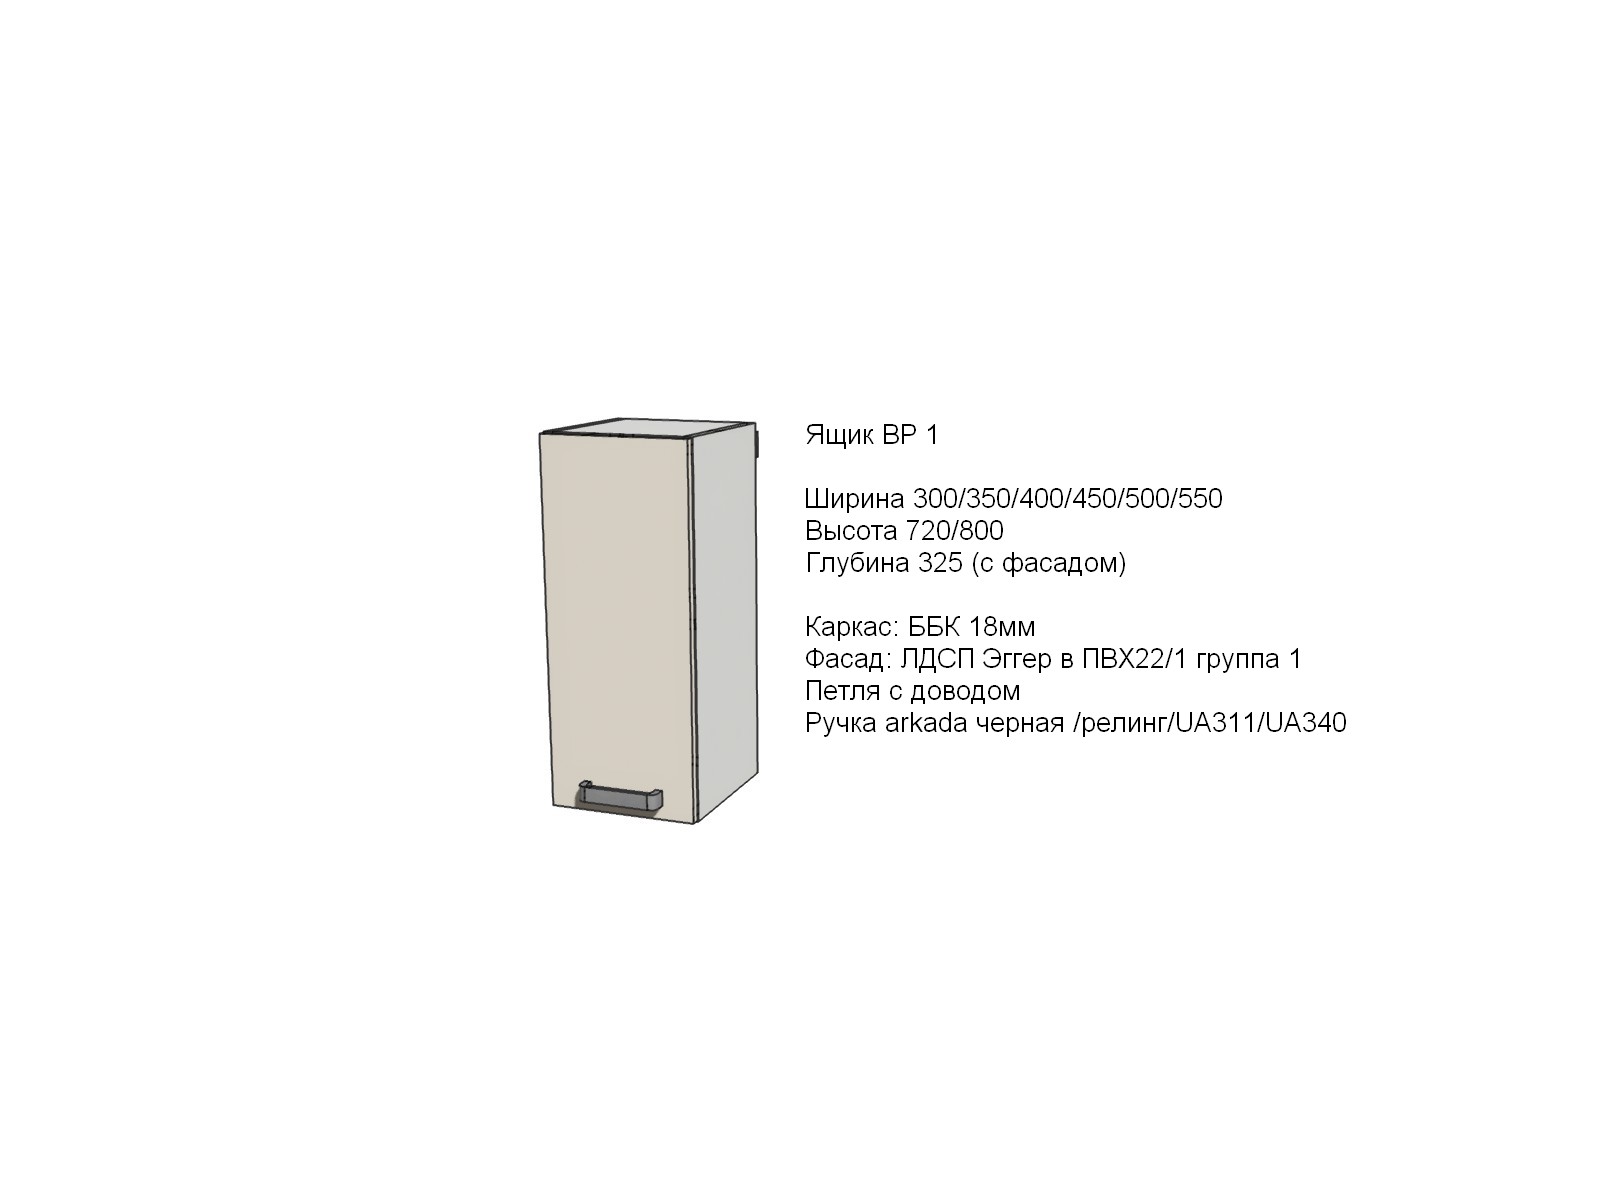 Ящик ВР 1
Ширина 300/350/400/450/500/550
Высота 720/800
Глубина 325 (с фасадом)
Каркас: ББК 18мм
Фасад: ЛДСП Эггер в ПВХ22/1 группа 1
Петля с доводом
Ручка arkada черная /релинг/UA311/UA340